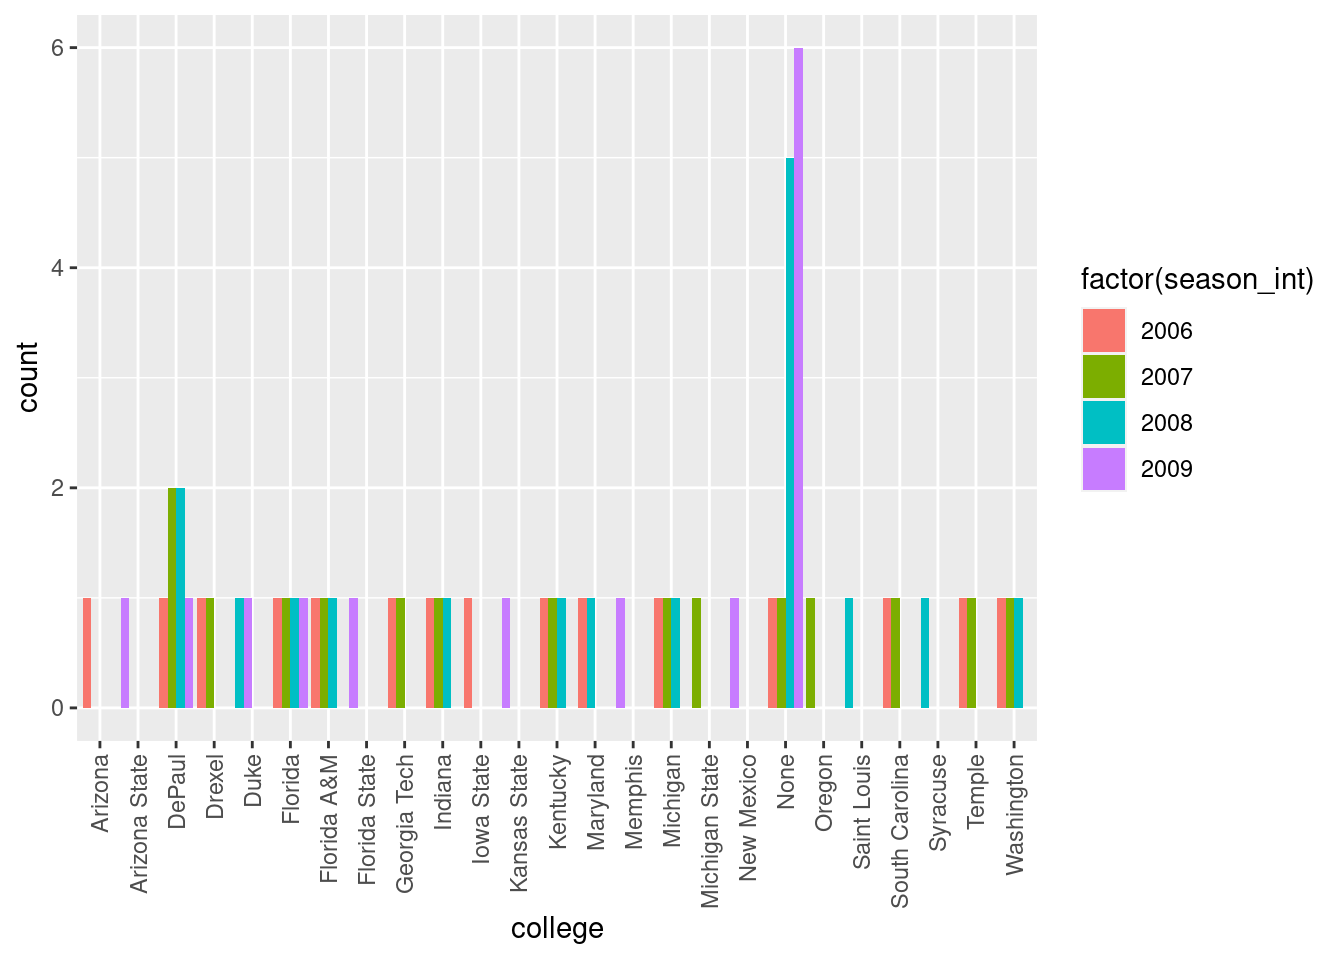 6
4
2
0
count
Arizona
Arizona State
DePaul
Drexel
Duke
Florida
Florida A&M
Florida State
Georgia Tech
Indiana
Iowa State
Kansas State
Kentucky
Maryland
Memphis
Michigan
Michigan State
New Mexico
None
Oregon
Saint Louis
South Carolina
Syracuse
Temple
Washington
college
factor(season_int)
2006
2007
2008
2009